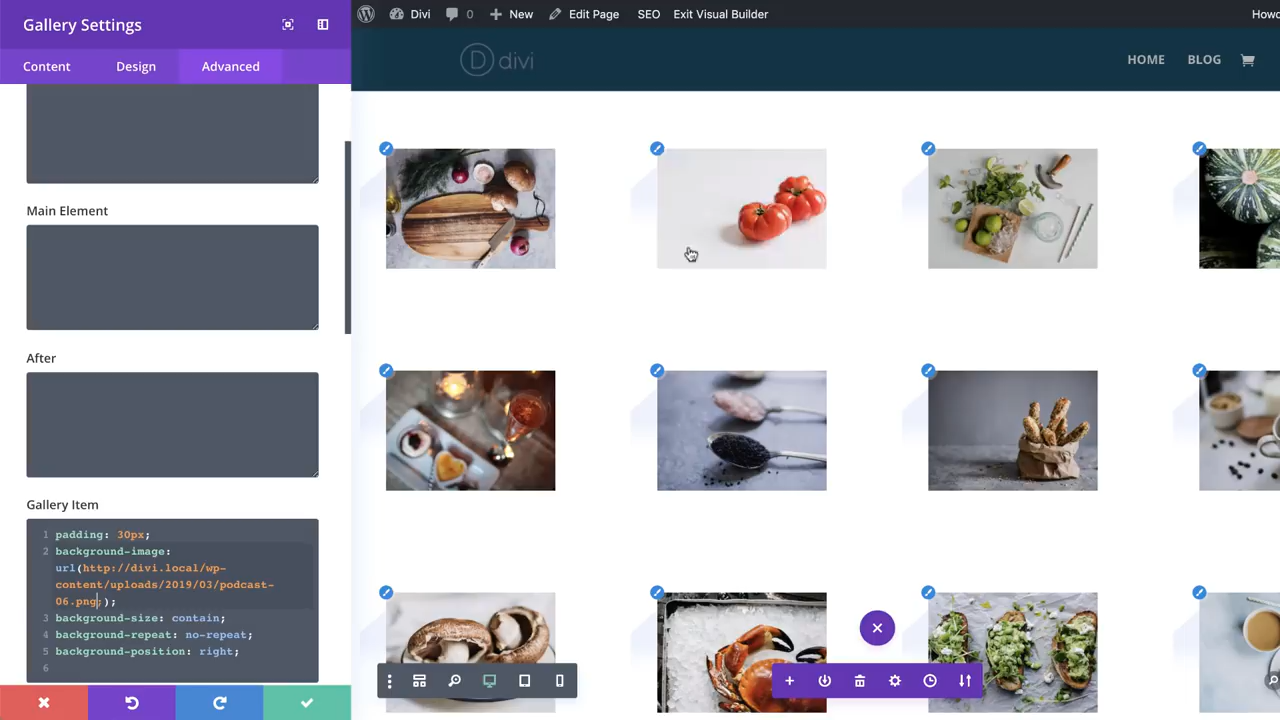 Gallery Settings
Content
Design
Advanced
Divi
0
New
Edit Page
SEO
Exit Visual Builder
Howd
divi
HOME
BLOG
Main Element
After
Gallery Item
1 padding: 30px;
2 background-image:
url(http://divi.local/wp-
content/uploads/2019/03/podcast-
06.png;);
3 background-size: contain;
4 background-repeat: no-repeat;
5 background-position: right;
6